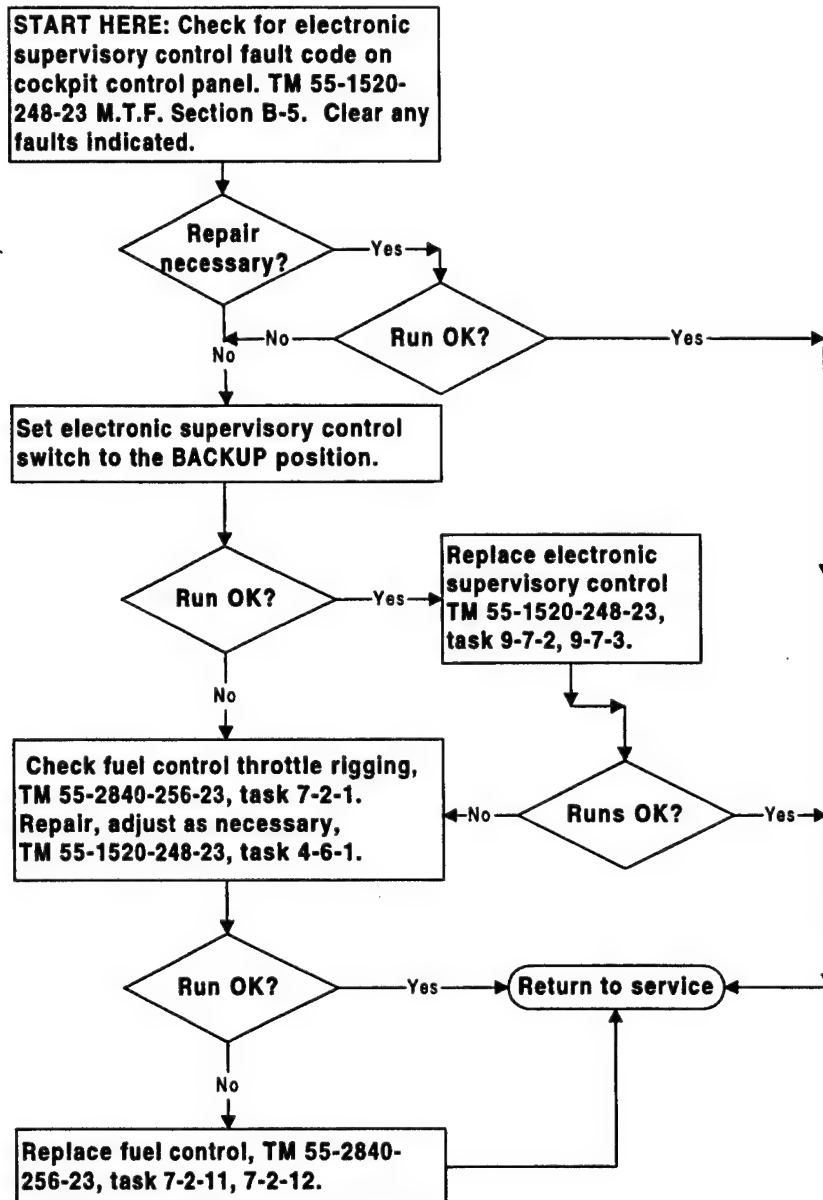 START HERE: Check for electronic
supervisory control fault code on
cockpit control panel. TM 55-1520-
248-23 M.T.F. Section B-5. Clear any
faults indicated.
Repair
necessary?
Yes
No
Run OK?
Yes
No
Set electronic supervisory control
switch to the BACKUP position.
Run OK?
Yes
Replace electronic
supervisory control
TM 55-1520-248-23,
task 9-7-2, 9-7-3.
No
Check fuel control throttle rigging,
TM 55-2840-256-23, task 7-2-1.
Repair, adjust as necessary,
TM 55-1520-248-23, task 4-6-1.
No
Runs OK?
Yes
Run OK?
Yes
Return to service
No
Replace fuel control, TM 55-2840-
256-23, task 7-2-11, 7-2-12.